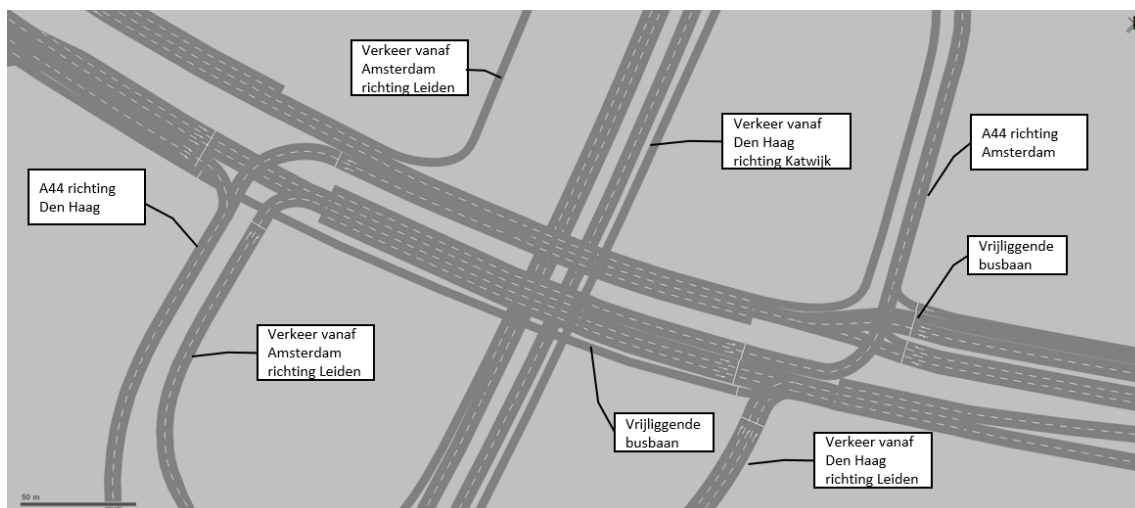 Verkeer vanaf
Amsterdam
richting Leiden
Verkeer vanaf
Den Haag
richting Katwijk
A44 richting
Amsterdam
A44 richting
Den Haag
Vrijliggende
busbaan
Verkeer vanaf
Amsterdam
richting Leiden
Vrijliggende
busbaan
Verkeer vanaf
Den Haag
richting Leiden
50 m